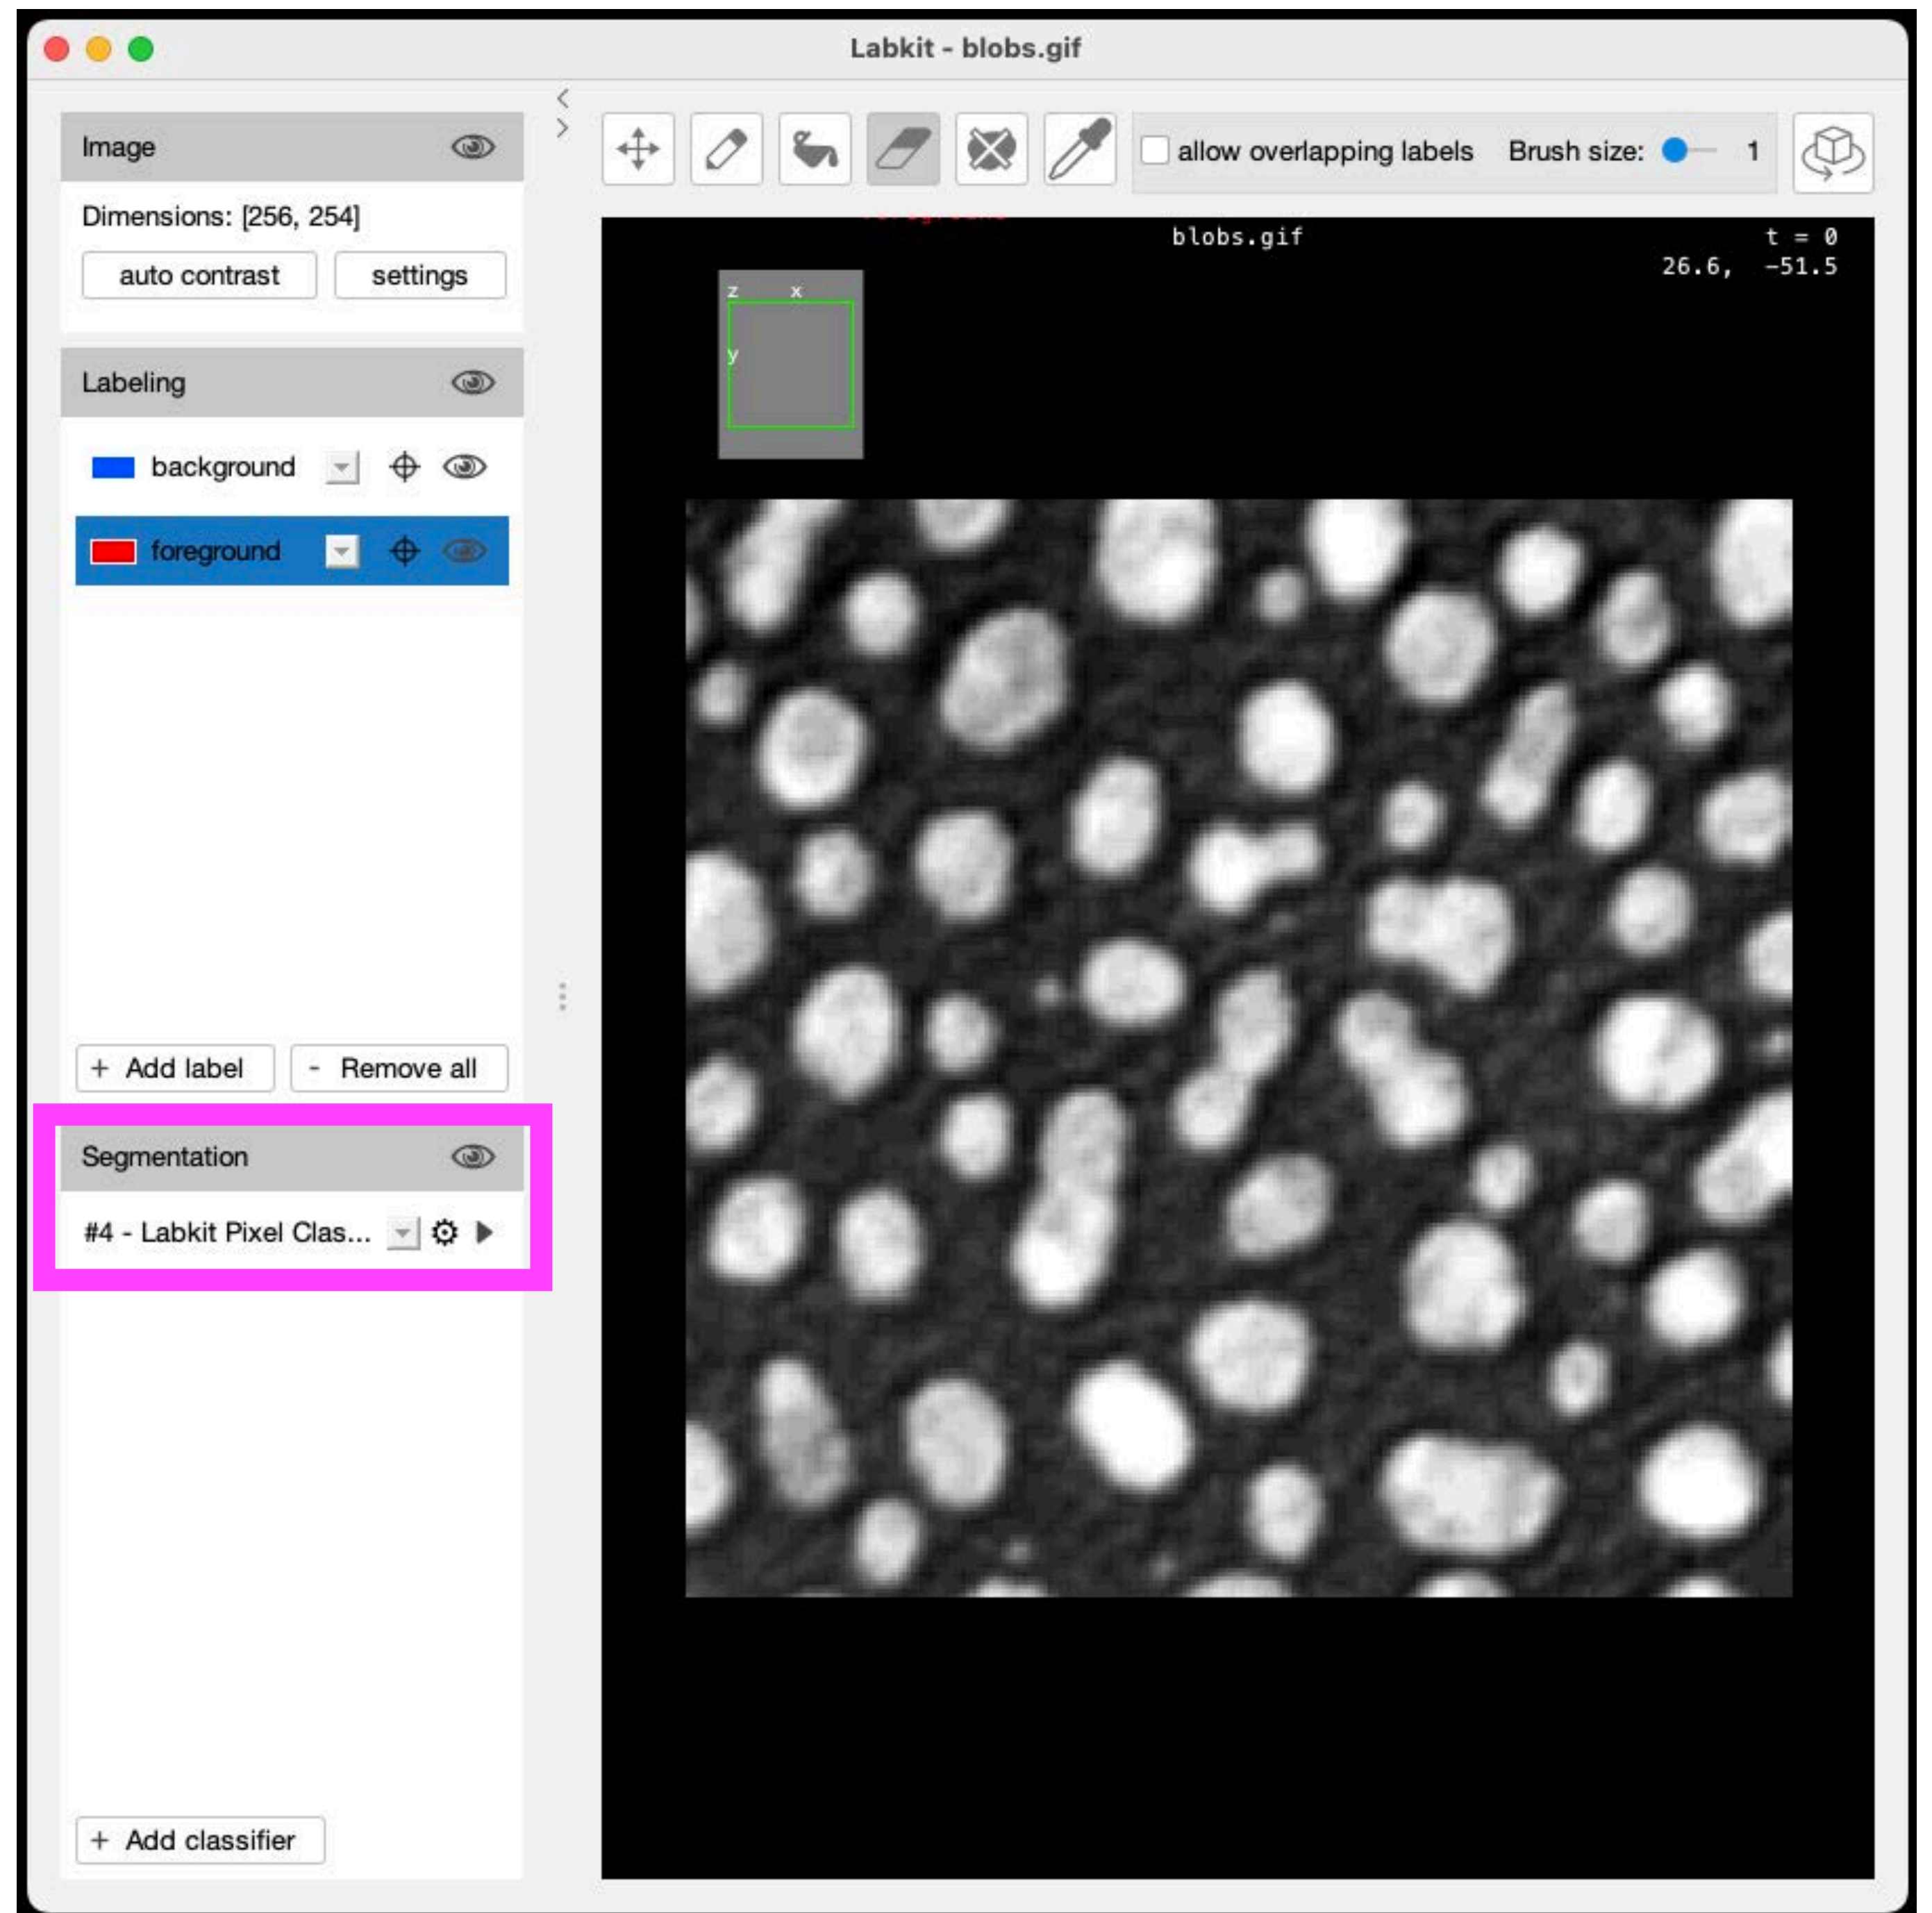 Labkit - blobs.gif
Image
Dimensions: [256, 254]
auto contrast settings
Labeling
background
foreground
+ Add label - Remove all
Segmentation
#4 - Labkit Pixel Clas...
+ Add classifier
allow overlapping labels Brush size: 1
foreground
blobs.gif t = 0
26.6, -51.5
z x
y